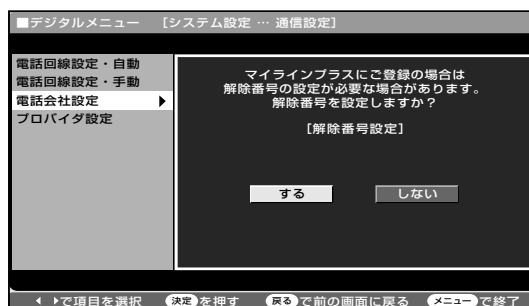 ■デジタルメニュー [システム設定 … 通信設定]
電話回線設定・自動
電話回線設定・手動
電話会社設定
プロバイダ設定
マイラインプラスにご登録の場合は
解除番号の設定が必要な場合があります。
解除番号を設定しますか？
[解除番号設定]
する しない
で項目を選択 決定を押す 戻るで前の画面に戻る メニューで終了